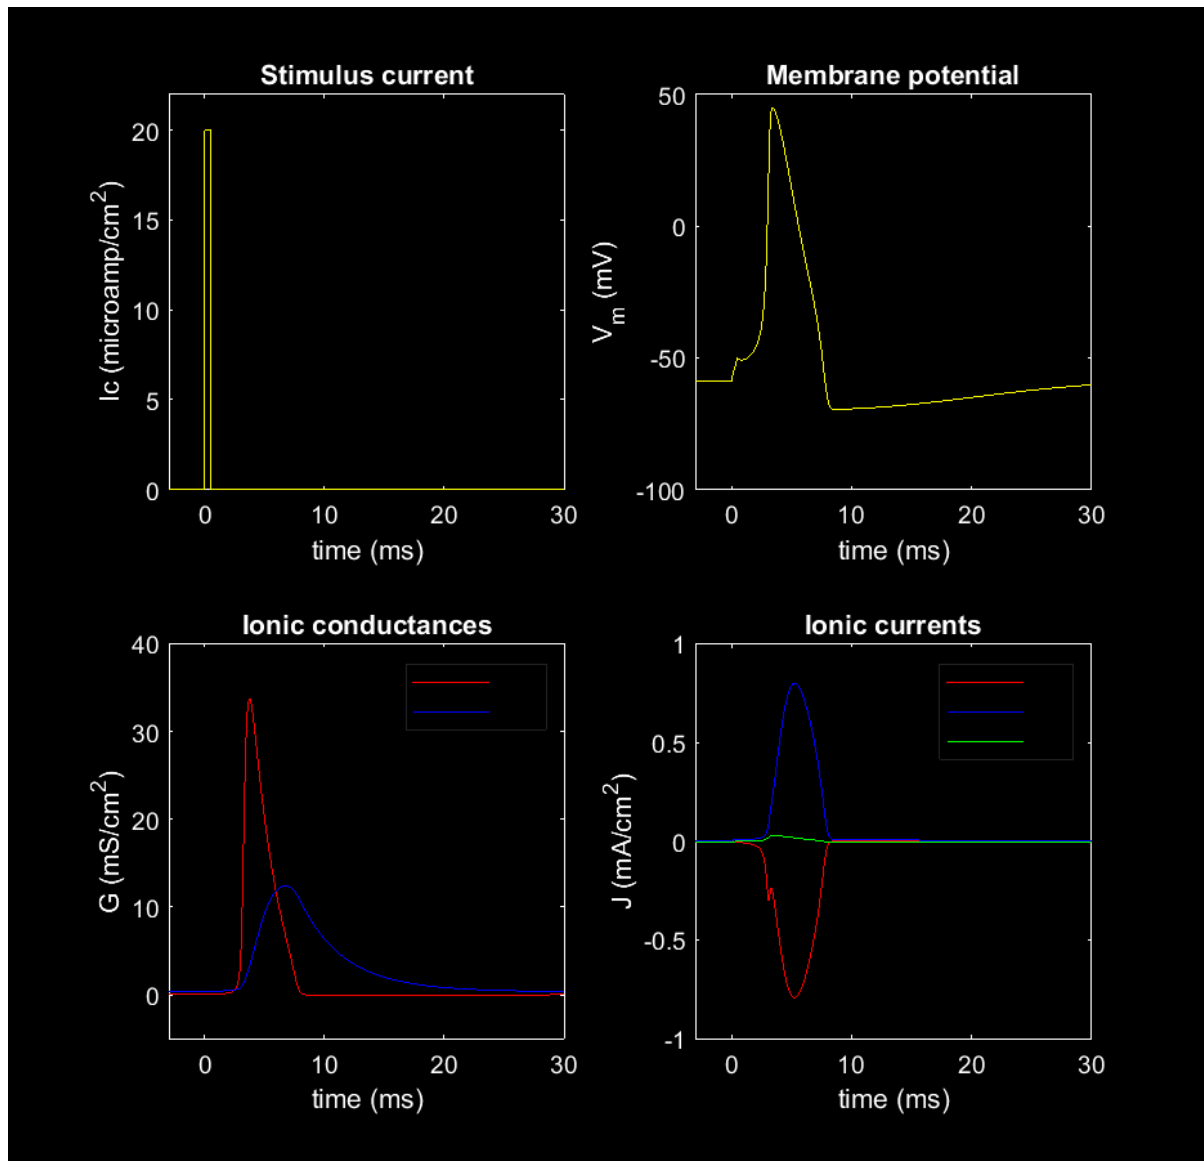 Stimulus current
20
15
10
5
0
Ic (microamp/cm²)
0 10 20 30
time (ms)
Membrane potential
50
0
-50
-100
V_m (mV)
0 10 20 30
time (ms)
Ionic conductances
40
30
20
10
0
G (mS/cm²)
0 10 20 30
time (ms)
Ionic currents
1
0.5
0
-0.5
-1
J (mA/cm²)
0 10 20 30
time (ms)